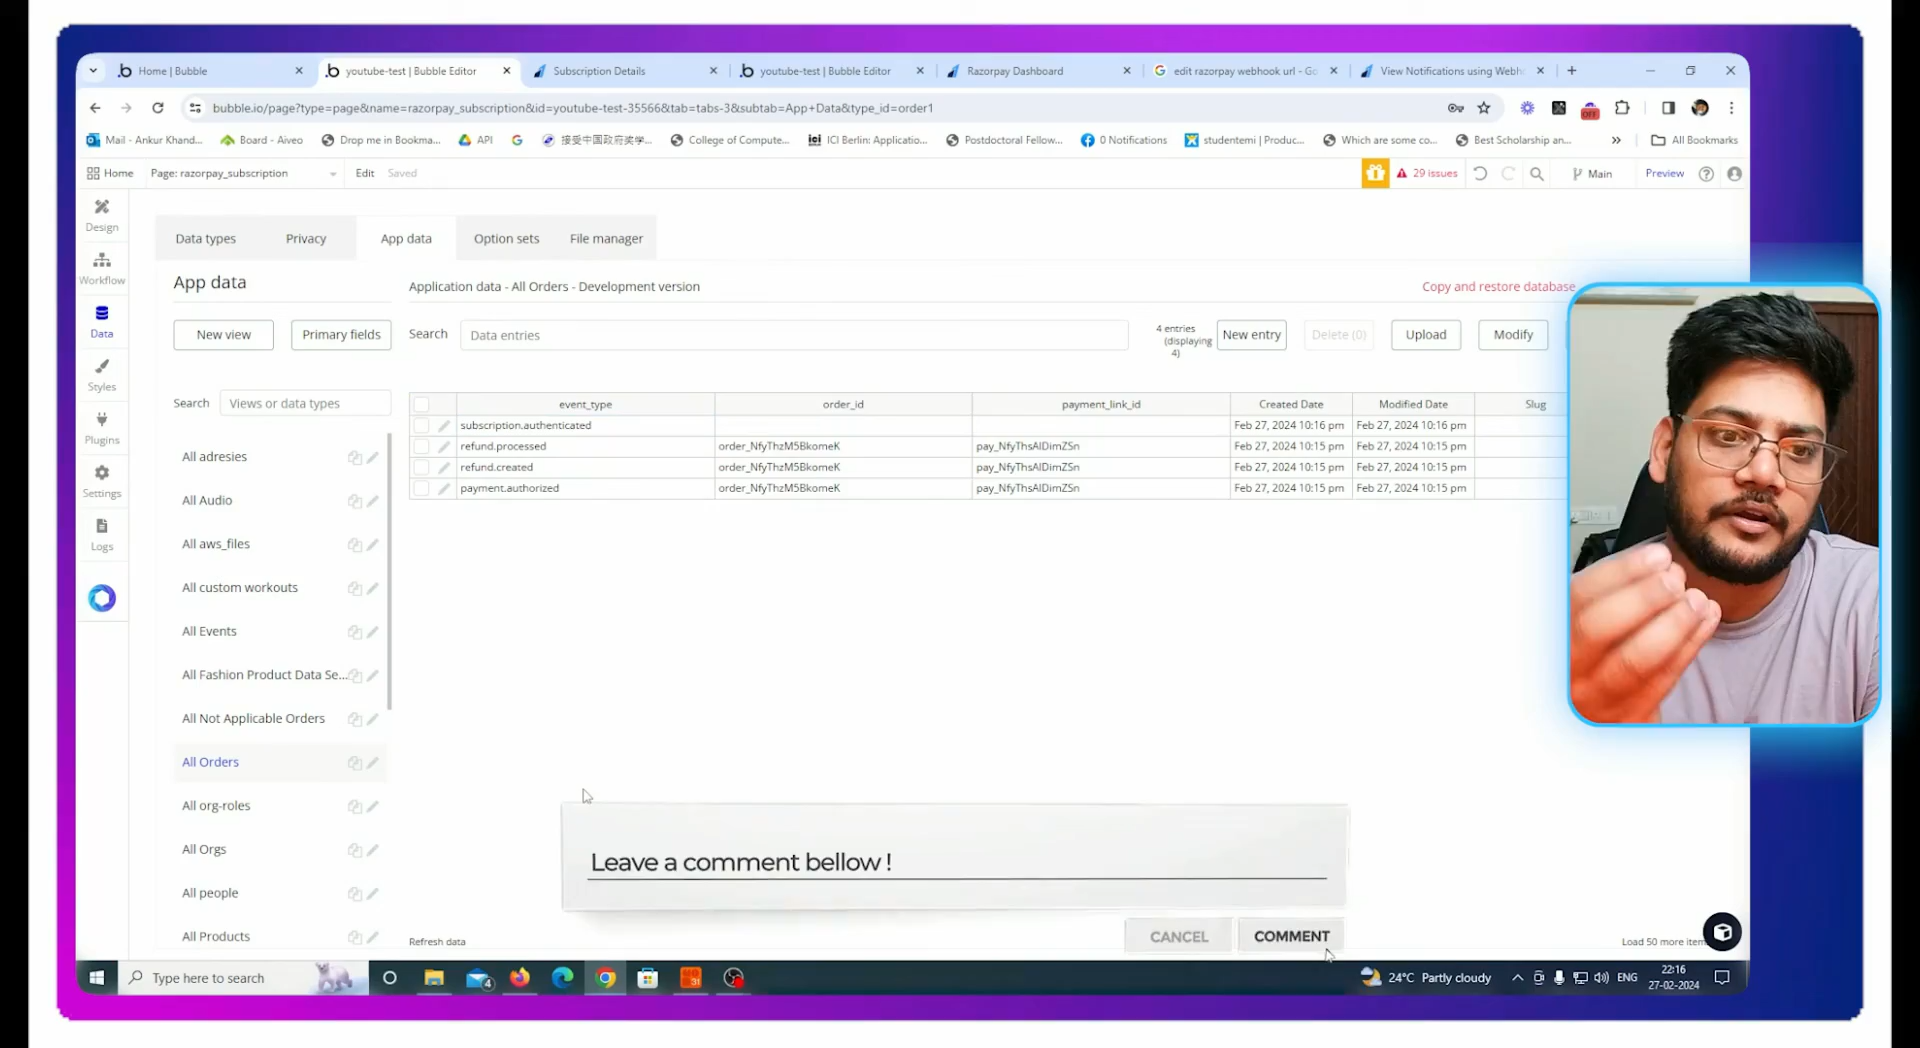 Home | Bubble
youtube-test | Bubble Editor
Subscription Details
youtube-test | Bubble Editor
Razorpay Dashboard
edit razorpay webhook url - Go
View Notifications using Webh
bubble.io/page?type=page&name=razorpay_subscription&id=youtube-test-35566&tab=tabs-3&subtab=App+Data&type_id=order1
OFF
Mail - Ankur Khand...
Board - Aiveo
Drop me in Bookma...
API
接受中国政府奖学...
College of Compute...
ici ICI Berlin: Applicatio...
Postdoctoral Fellow...
0 Notifications
studentemi | Produc...
Which are some co...
Best Scholarship an...
All Bookmarks
Home
Page: razorpay_subscription
Edit
Saved
29 issues
Main
Preview
Design
Workflow
Data
Styles
Plugins
Settings
Logs
Data types
Privacy
App data
Option sets
File manager
App data
Application data - All Orders - Development version
Copy and restore database
New view
Primary fields
Search
Data entries
4 entries
(displaying
4)
New entry
Delete (0)
Upload
Modify
Search
Views or data types
event_type order_id payment_link_id Created Date Modified Date Slug
subscription.authenticated Feb 27, 2024 10:16 pm Feb 27, 2024 10:16 pm
refund.processed order_NfyThzM5BkomeK pay_NfyThsAlDimZSn Feb 27, 2024 10:15 pm Feb 27, 2024 10:15 pm
refund.created order_NfyThzM5BkomeK pay_NfyThsAlDimZSn Feb 27, 2024 10:15 pm Feb 27, 2024 10:15 pm
payment.authorized order_NfyThzM5BkomeK pay_NfyThsAlDimZSn Feb 27, 2024 10:15 pm Feb 27, 2024 10:15 pm
All adresies
All Audio
All aws_files
All custom workouts
All Events
All Fashion Product Data Se...
All Not Applicable Orders
All Orders
All org-roles
All Orgs
All people
All Products
Leave a comment bellow !
CANCEL
COMMENT
Refresh data
Load 50 more item
Type here to search
4
31
24°C Partly cloudy
ENG
22:16
27-02-2024